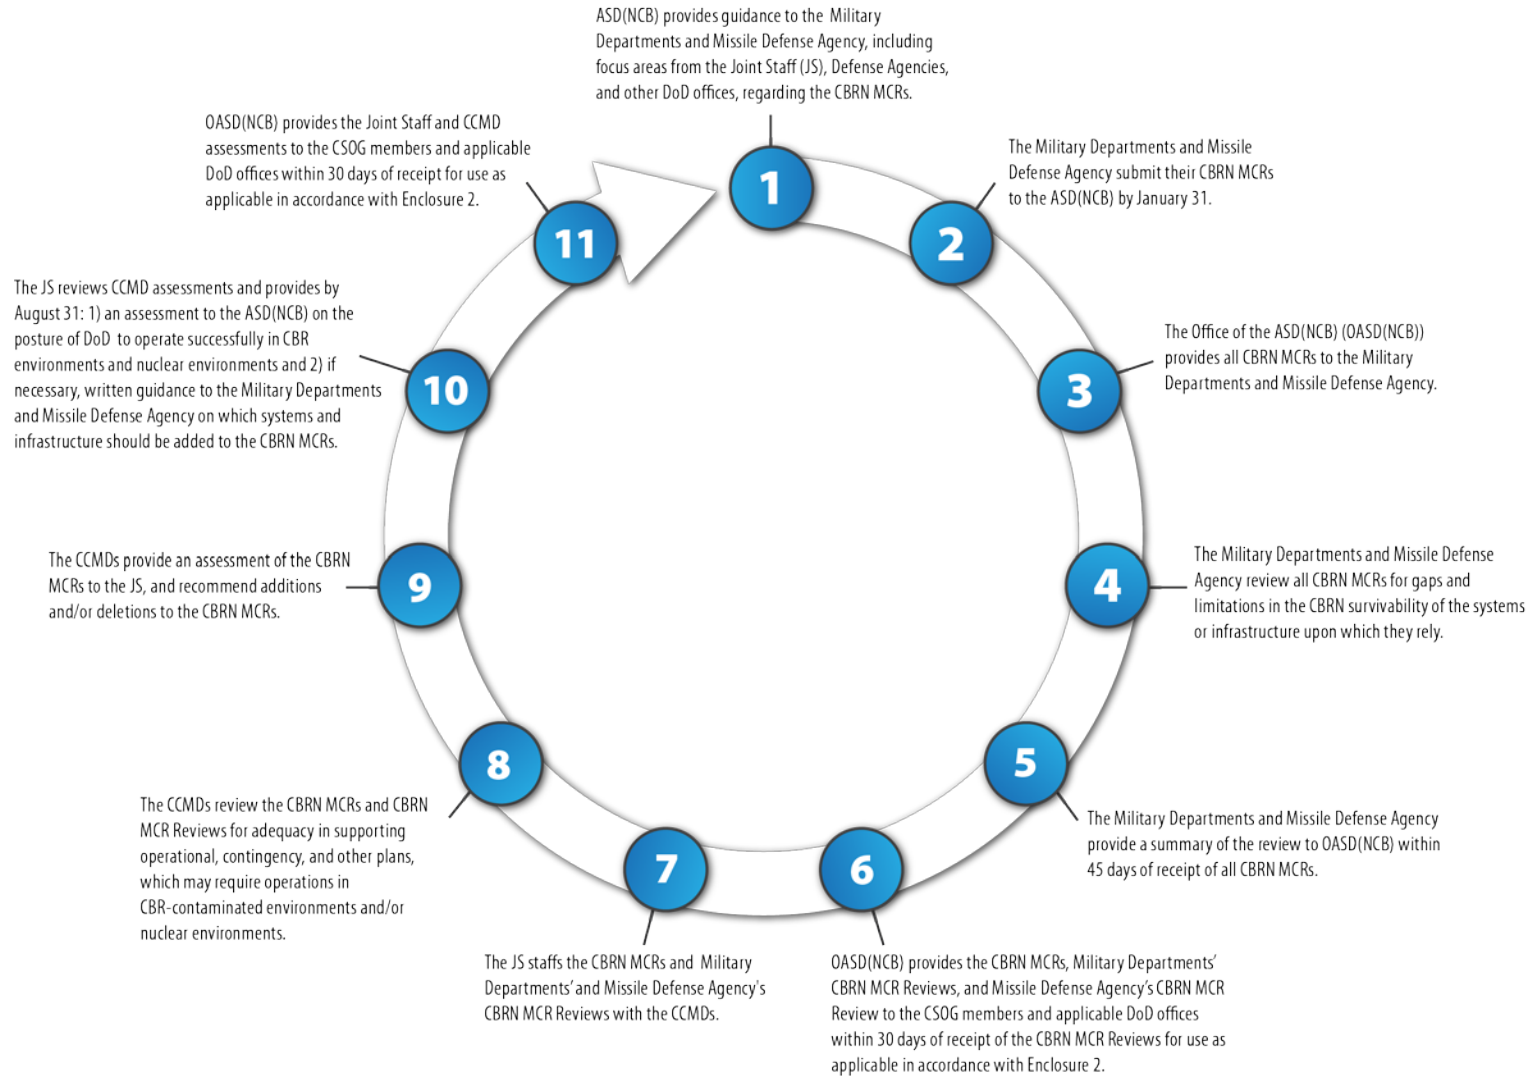 ASD(NCB) provides guidance to the Military
Departments and Missile Defense Agency, including
focus areas from the Joint Staff (JS), Defense Agencies,
and other DoD offices, regarding the CBRN MCRs.
1
The Military Departments and Missile
Defense Agency submit their CBRN MCRs
to the ASD(NCB) by January 31.
2
The Office of the ASD(NCB) (OASD(NCB))
provides all CBRN MCRs to the Military
Departments and Missile Defense Agency.
3
The Military Departments and Missile Defense
Agency review all CBRN MCRs for gaps and
limitations in the CBRN survivability of the systems
or infrastructure upon which they rely.
4
The Military Departments and Missile Defense Agency
provide a summary of the review to OASD(NCB) within
45 days of receipt of all CBRN MCRs.
5
OASD(NCB) provides the CBRN MCRs, Military Departments’
CBRN MCR Reviews, and Missile Defense Agency’s CBRN MCR
Review to the CSOG members and applicable DoD offices
within 30 days of receipt of the CBRN MCR Reviews for use as
applicable in accordance with Enclosure 2.
6
The JS staffs the CBRN MCRs and Military
Departments’ and Missile Defense Agency's
CBRN MCR Reviews with the CCMDs.
7
The CCMDs review the CBRN MCRs and CBRN
MCR Reviews for adequacy in supporting
operational, contingency, and other plans,
which may require operations in
CBR-contaminated environments and/or
nuclear environments.
8
The CCMDs provide an assessment of the CBRN
MCRs to the JS, and recommend additions
and/or deletions to the CBRN MCRs.
9
The JS reviews CCMD assessments and provides by
August 31: 1) an assessment to the ASD(NCB) on the
posture of DoD to operate successfully in CBR
environments and nuclear environments and 2) if
necessary, written guidance to the Military Departments
and Missile Defense Agency on which systems and
infrastructure should be added to the CBRN MCRs.
10
OASD(NCB) provides the Joint Staff and CCMD
assessments to the CSOG members and applicable
DoD offices within 30 days of receipt for use as
applicable in accordance with Enclosure 2.
11